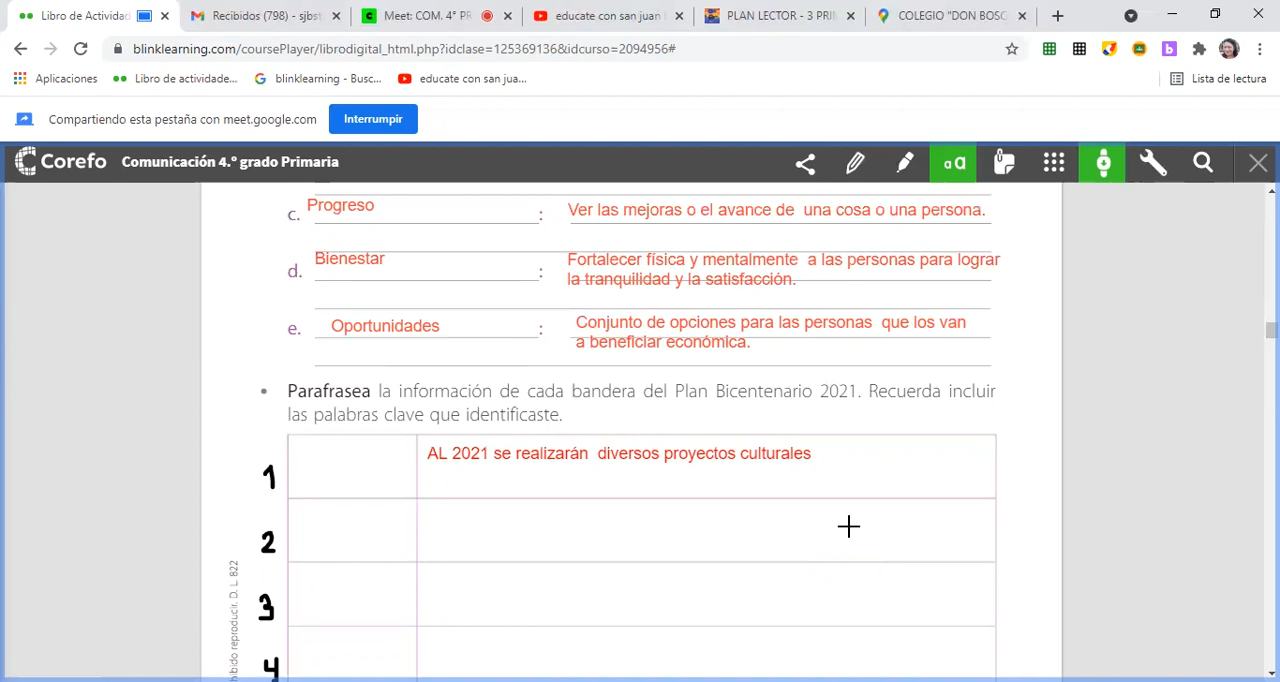 Libro de Actividad
Recibidos (798) - sjbst
Meet: COM. 4° PR
educate con san juan
PLAN LECTOR - 3 PRI
COLEGIO "DON BOSC
blinklearning.com/coursePlayer/librodigital_html.php?idclase=125369136&idcurso=2094956#
Aplicaciones
Libro de actividade...
blinklearning - Busc...
educate con san jua...
Lista de lectura
Compartiendo esta pestaña con meet.google.com
Interrumpir
Corefo
Comunicación 4.º grado Primaria
aa
c. Progreso : Ver las mejoras o el avance de una cosa o una persona.
d. Bienestar : Fortalecer física y mentalmente a las personas para lograr
la tranquilidad y la satisfacción.
e. Oportunidades : Conjunto de opciones para las personas que los van
a beneficiar económica.
• Parafrasea la información de cada bandera del Plan Bicentenario 2021. Recuerda incluir
las palabras clave que identificaste.
1 AL 2021 se realizarán diversos proyectos culturales
2
3
4
hibido reproducir. D. L. 822